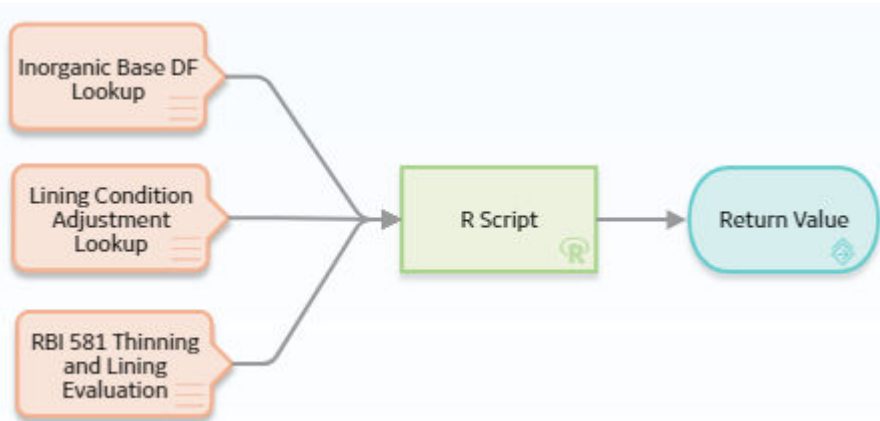 Inorganic Base DF
Lookup
Lining Condition
Adjustment
Lookup
RBI 581 Thinning
and Lining
Evaluation
R Script
R
Return Value